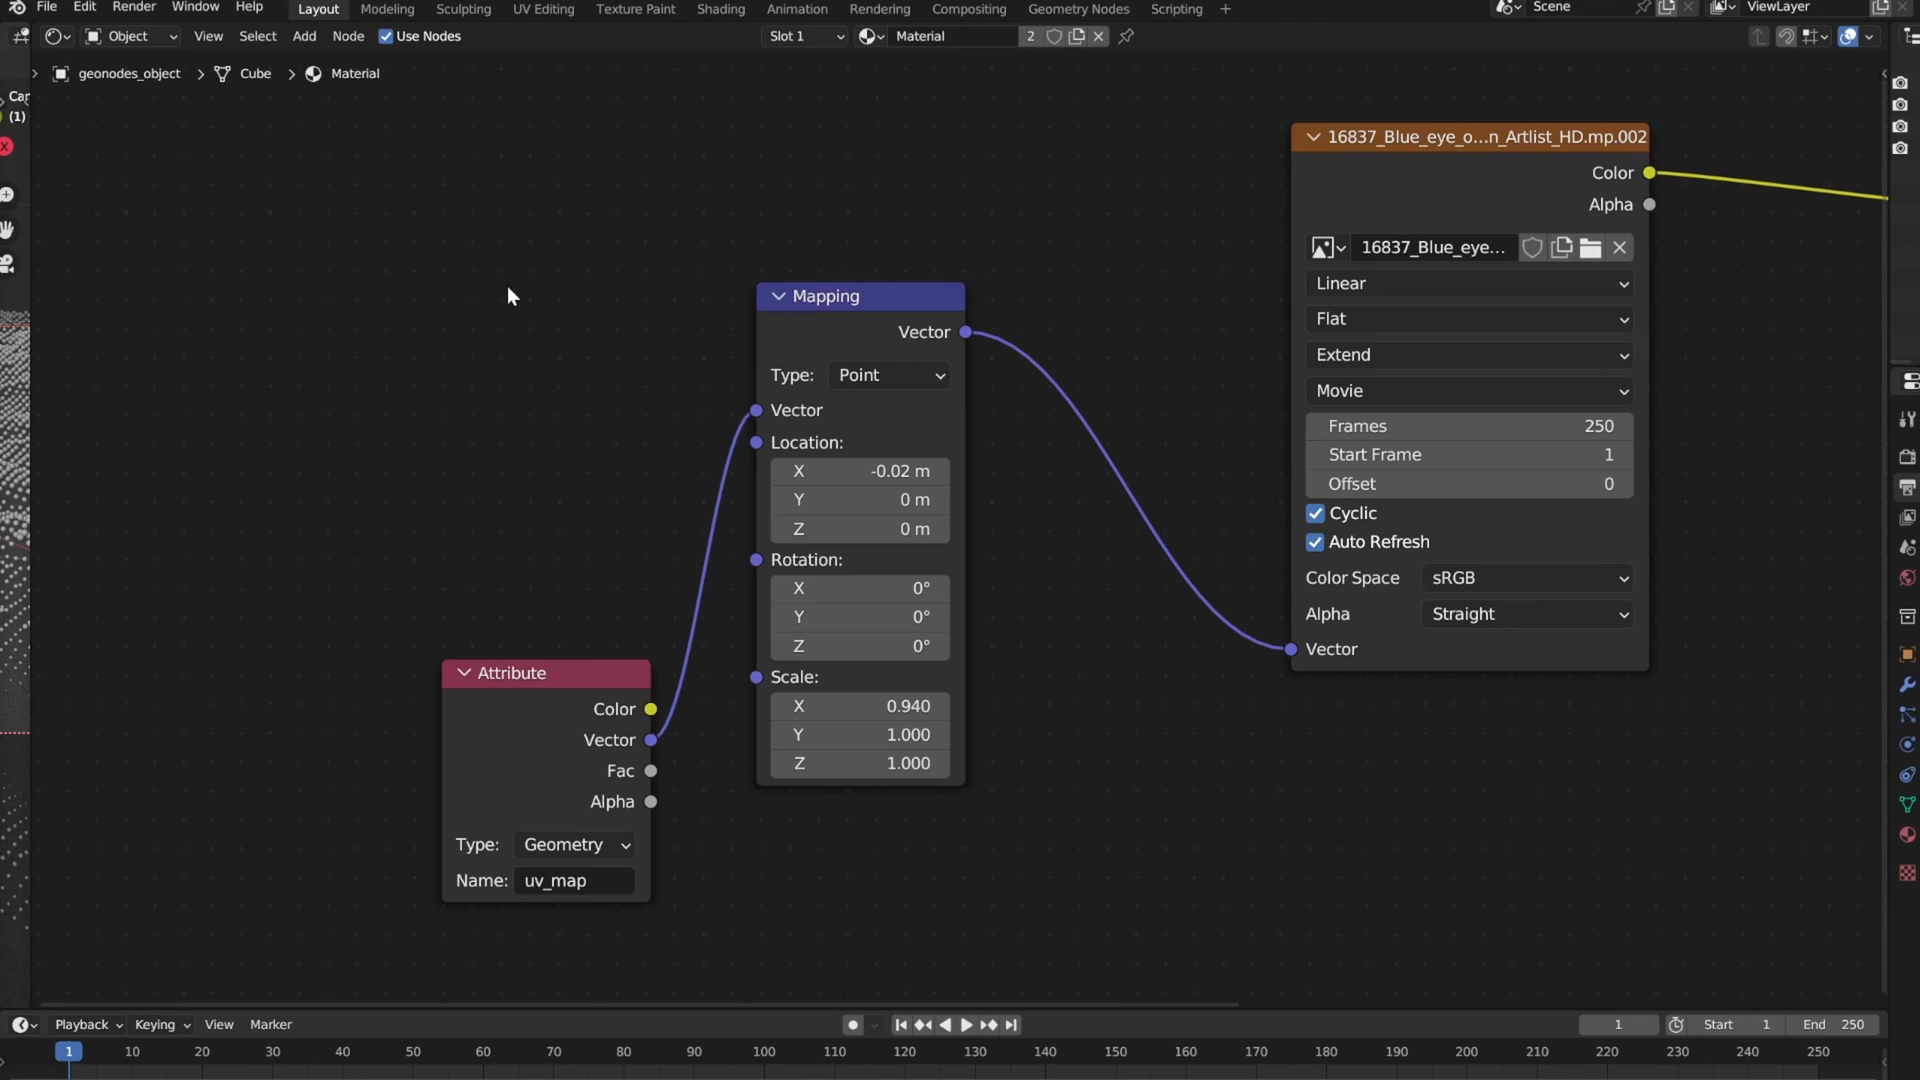 File Edit Render Window Help Layout Modeling Sculpting UV Editing Texture Paint Shading Animation Rendering Compositing Geometry Nodes Scripting + Scene ViewLayer
Object View Select Add Node Use Nodes Slot 1 Material 2
geonodes_object > Cube > Material
(1)
16837_Blue_eye_o...n_Artlist_HD.mp.002
Color
Alpha
16837_Blue_eye...
Linear
Flat
Extend
Movie
Frames 250
Start Frame 1
Offset 0
Cyclic
Auto Refresh
Color Space sRGB
Alpha Straight
Vector
Mapping
Vector
Type: Point
Vector
Location:
X -0.02 m
Y 0 m
Z 0 m
Rotation:
X 0°
Y 0°
Z 0°
Scale:
X 0.940
Y 1.000
Z 1.000
Attribute
Color
Vector
Fac
Alpha
Type: Geometry
Name: uv_map
Playback Keying View Marker 1 Start 1 End 250
1 10 20 30 40 50 60 70 80 90 100 110 120 130 140 150 160 170 180 190 200 210 220 230 240 250